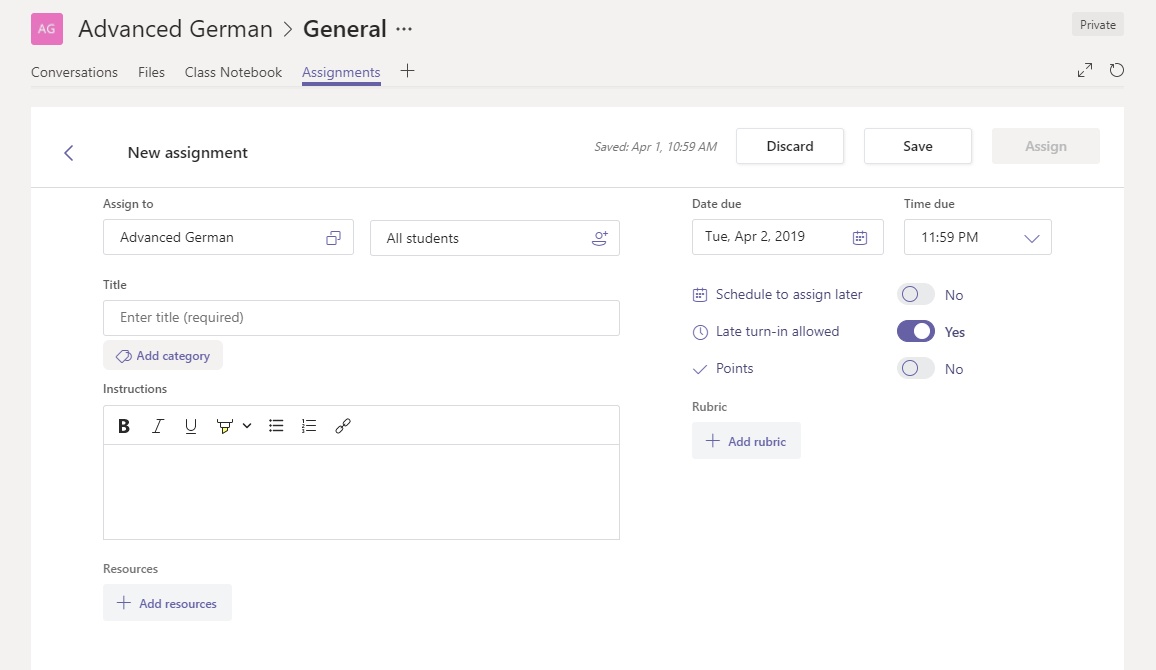 AG Advanced German > General ...
Private
Conversations Files Class Notebook Assignments +
New assignment
Saved: Apr 1, 10:59 AM
Discard Save Assign
Assign to
Advanced German All students
Date due Time due
Tue, Apr 2, 2019 11:59 PM
Title
Enter title (required)
Add category
Schedule to assign later No
Late turn-in allowed Yes
Points No
Instructions
B I U
Rubric
+ Add rubric
Resources
+ Add resources